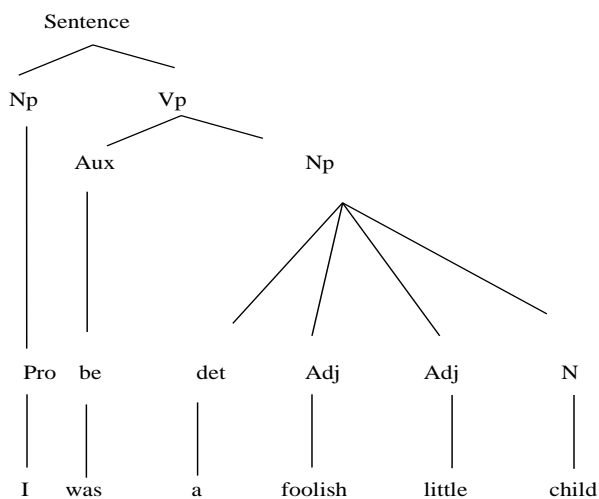 Sentence
Np Vp
Aux Np
Pro be det Adj Adj N
I was a foolish little child